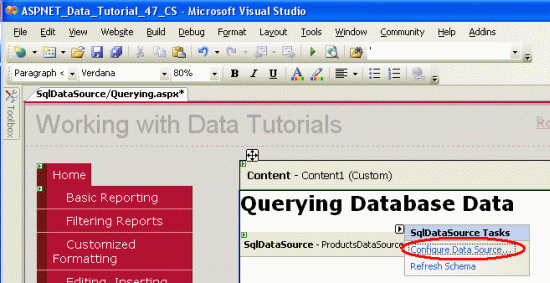 ASPNET_Data_Tutorial_47_CS - Microsoft Visual Studio
File Edit View Website Build Debug Format Layout Tools Window Community Help Addins
Paragraph Verdana 80% B I U A
SqlDataSource/Querying.aspx*
Toolbox
Working with Data Tutorials
Home
Content - Content1 (Custom)
Basic Reporting
Querying Database Data
Filtering Reports
SqlDataSource Tasks
SqlDataSource - ProductsDataSource
Configure Data Source...
Customized
Formatting
Refresh Schema
Editing, Inserting